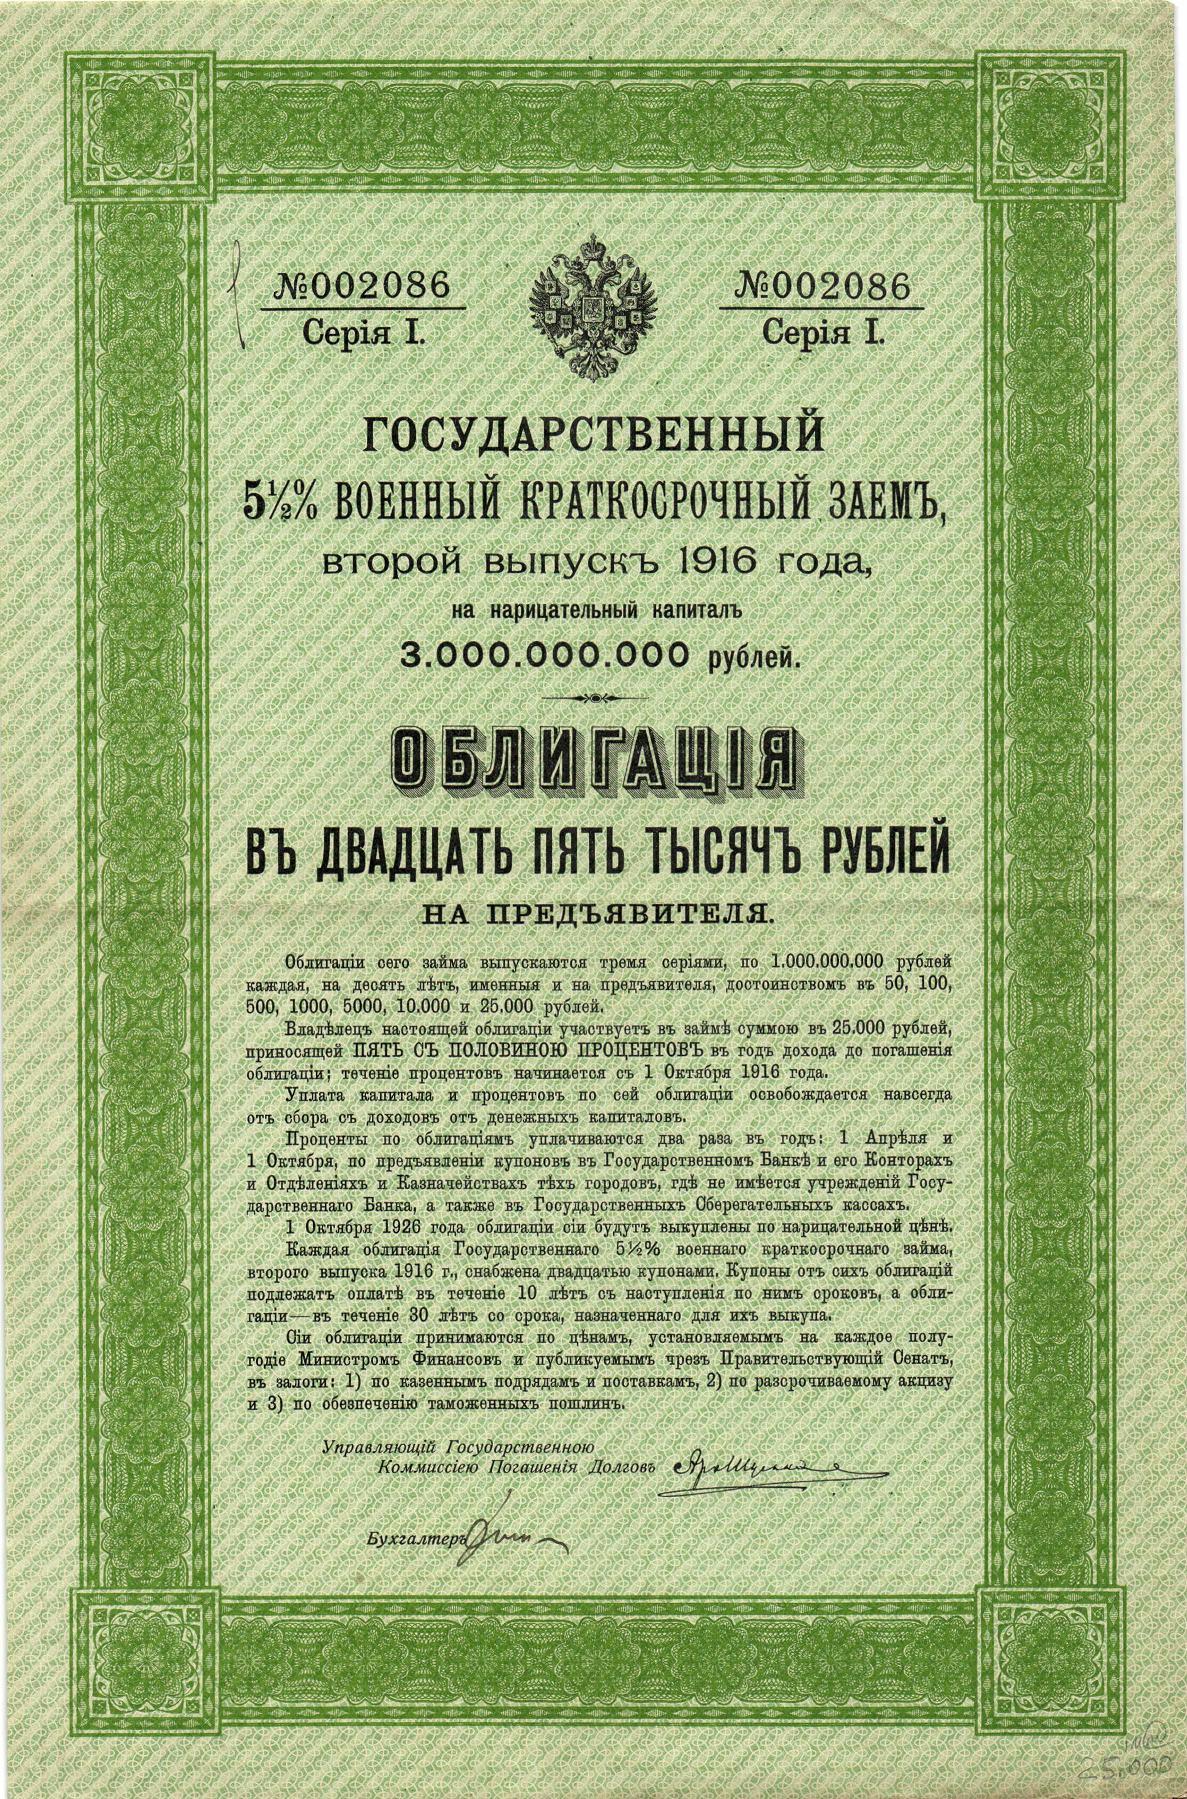 №002086
Серія I.
№002086
Серія I.
ГОСУДАРСТВЕННЫЙ
5½% ВОЕННЫЙ КРАТКОСРОЧНЫЙ ЗАЕМЪ,
ВТОРОЙ ВЫПУСКЪ 1916 ГОДА,
на нарицательный капиталъ
3.000.000.000 рублей.
ОБЛИГАЦІЯ
ВЪ ДВАДЦАТЬ ПЯТЬ ТЫСЯЧЪ РУБЛЕЙ
НА ПРЕДЪЯВИТЕЛЯ.
Облигаціи сего займа выпускаются тремя серіями, по 1.000.000.000 рублей
каждая, на десять лѣтъ, именныя и на предъявителя, достоинствомъ въ 50, 100,
500, 1000, 5000, 10.000 и 25.000 рублей.
Владѣлецъ настоящей облигаціи участвуетъ въ займѣ суммою въ 25.000 рублей,
приносящей ПЯТЬ СЪ ПОЛОВИНОЮ ПРОЦЕНТОВЪ въ годъ дохода до погашенія
облигаціи; теченіе процентовъ начинается съ 1 Октября 1916 года.
Уплата капитала и процентовъ по сей облигаціи освобождается навсегда
отъ сбора съ доходовъ отъ денежныхъ капиталовъ.
Проценты по облигаціямъ уплачиваются два раза въ годъ: 1 Апрѣля и
1 Октября, по предъявленіи купоновъ въ Государственномъ Банкѣ и его Конторахъ
и Отдѣленіяхъ и Казначействахъ тѣхъ городовъ, гдѣ не имѣется учрежденій Госу-
дарственнаго Банка, а также въ Государственныхъ Сберегательныхъ кассахъ.
1 Октября 1926 года облигаціи сіи будутъ выкуплены по нарицательной цѣнѣ.
Каждая облигація Государственнаго 5½% военнаго краткосрочнаго займа,
второго выпуска 1916 г., снабжена двадцатью купонами. Купоны отъ сихъ облигацій
подлежатъ оплатѣ въ теченіе 10 лѣтъ съ наступленія по нимъ сроковъ, а обли-
гаціи—въ теченіе 30 лѣтъ со срока, назначеннаго для ихъ выкупа.
Сіи облигаціи принимаются по цѣнамъ, установляемымъ на каждое полу-
годіе Министромъ Финансовъ и публикуемымъ чрезъ Правительствующій Сенатъ,
въ залоги: 1) по казеннымъ подрядамъ и поставкамъ, 2) по разсрочиваемому акцизу
и 3) по обезпеченію таможенныхъ пошлинъ.
Управляющій Государственною
Коммиссіею Погашенія Долговъ
Бухгалтеръ
25.000